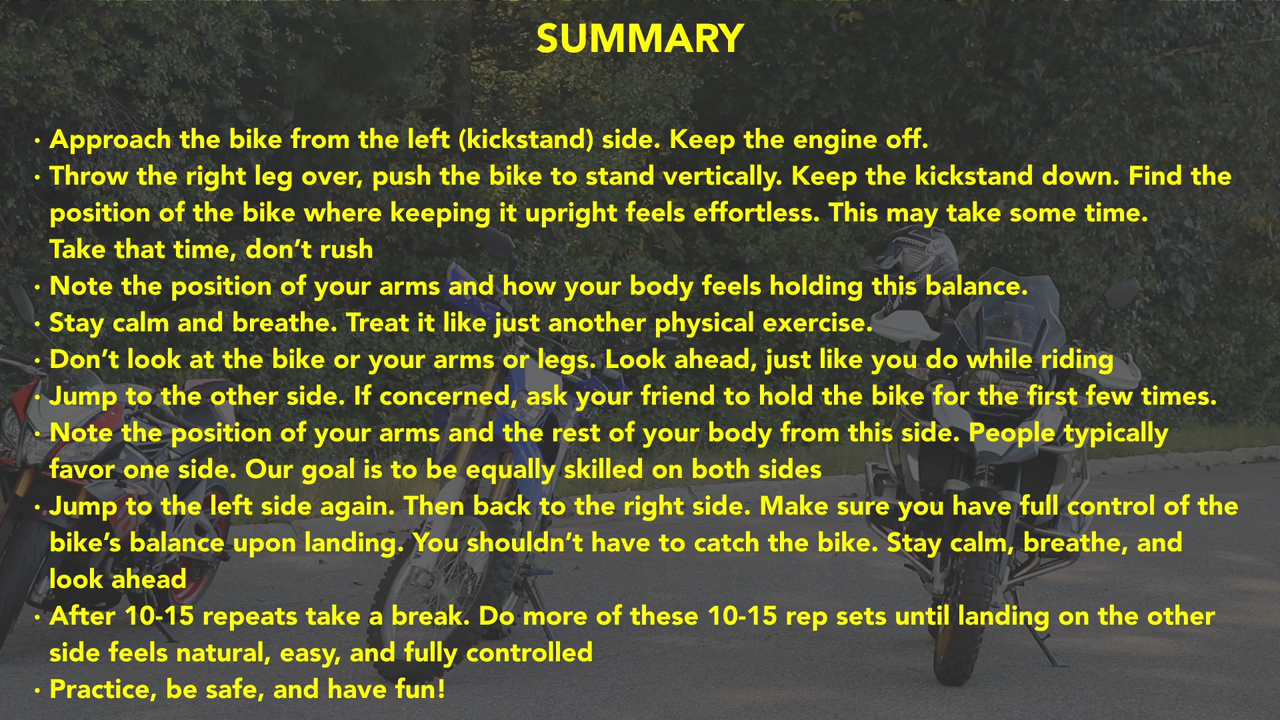 SUMMARY
· Approach the bike from the left (kickstand) side. Keep the engine off.
· Throw the right leg over, push the bike to stand vertically. Keep the kickstand down. Find the
position of the bike where keeping it upright feels effortless. This may take some time.
Take that time, don’t rush
· Note the position of your arms and how your body feels holding this balance.
· Stay calm and breathe. Treat it like just another physical exercise.
· Don’t look at the bike or your arms or legs. Look ahead, just like you do while riding
· Jump to the other side. If concerned, ask your friend to hold the bike for the first few times.
· Note the position of your arms and the rest of your body from this side. People typically
favor one side. Our goal is to be equally skilled on both sides
· Jump to the left side again. Then back to the right side. Make sure you have full control of the
bike’s balance upon landing. You shouldn’t have to catch the bike. Stay calm, breathe, and
look ahead
· After 10-15 repeats take a break. Do more of these 10-15 rep sets until landing on the other
side feels natural, easy, and fully controlled
· Practice, be safe, and have fun!